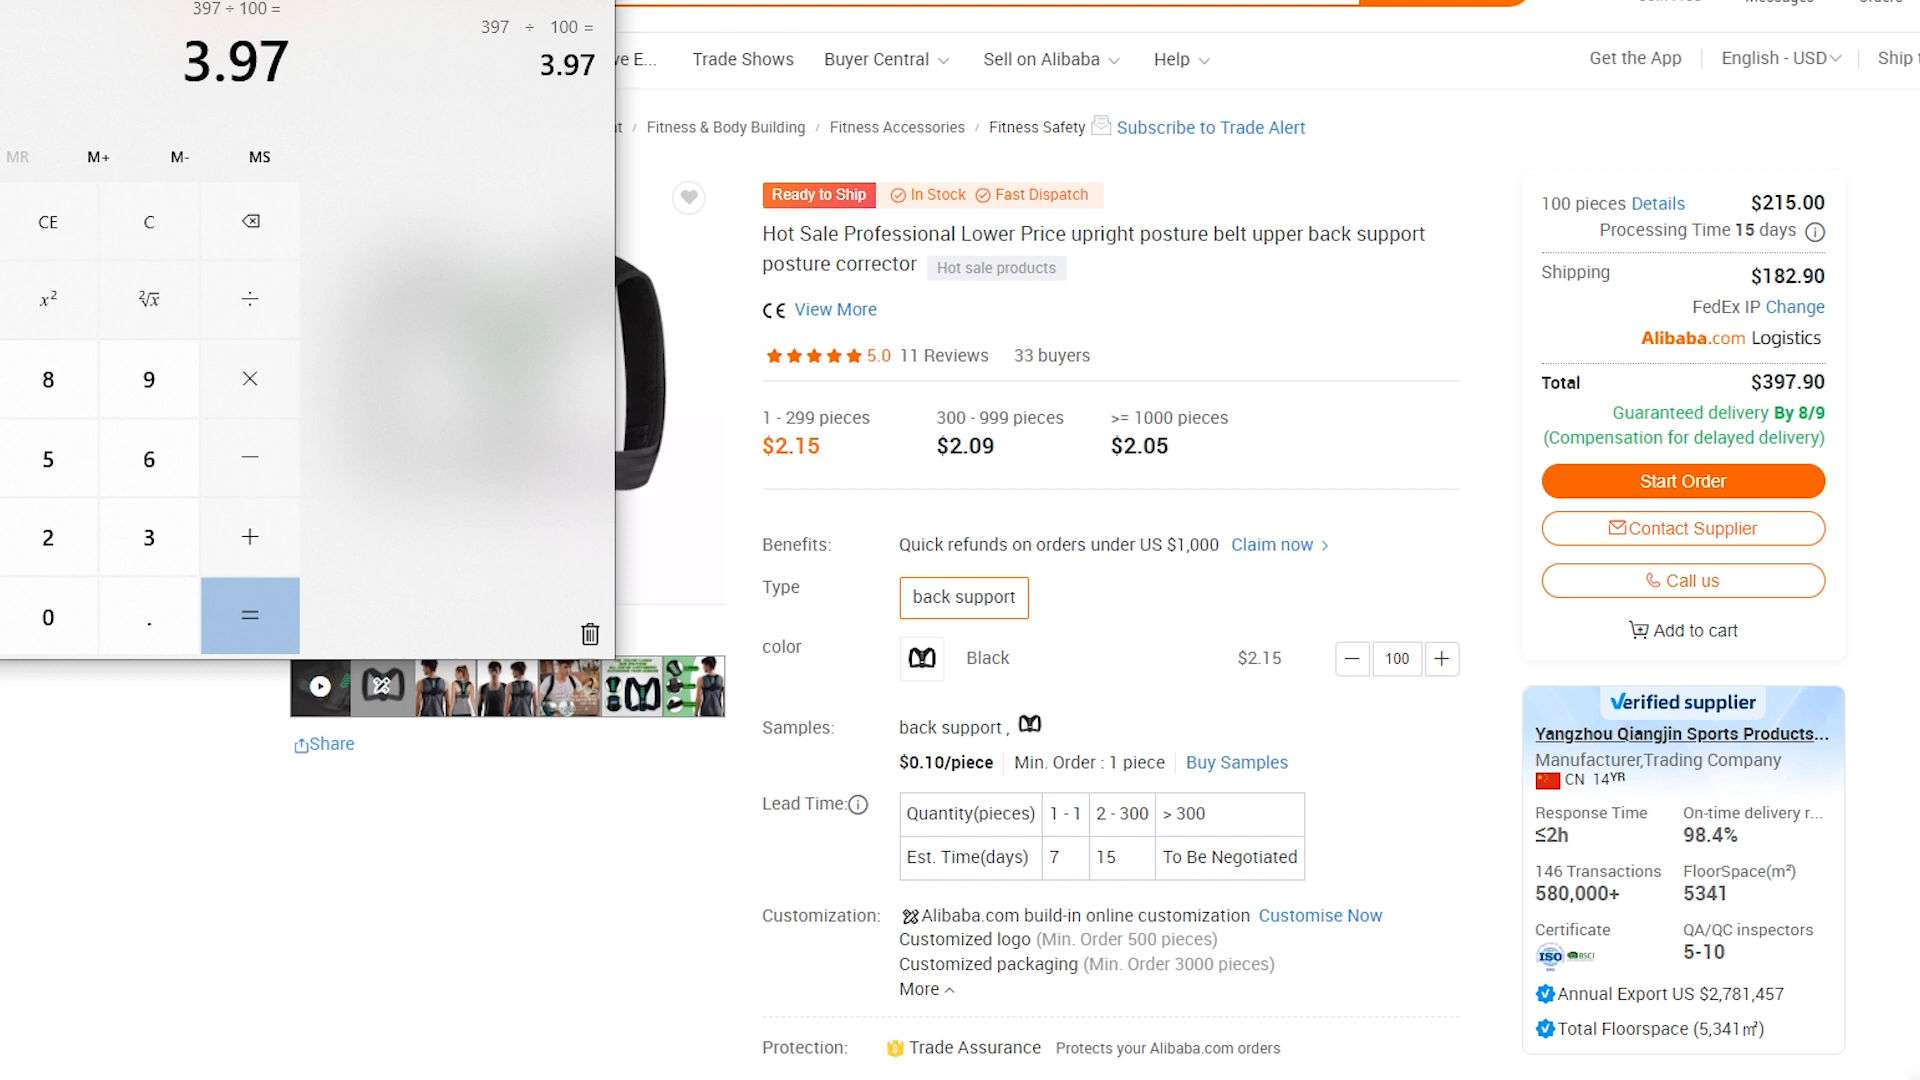 397 ÷ 100 =
3.97
397 ÷ 100 =
3.97
MR M+ M- MS
CE C
x² ²√x ÷
8 9 ×
5 6 −
2 3 +
0 . =
Trade Shows Buyer Central Sell on Alibaba Help
Get the App English - USD Ship
/ Fitness & Body Building / Fitness Accessories / Fitness Safety Subscribe to Trade Alert
Ready to Ship In Stock Fast Dispatch
Hot Sale Professional Lower Price upright posture belt upper back support
posture corrector Hot sale products
CE View More
5.0 11 Reviews 33 buyers
1 - 299 pieces 300 - 999 pieces >= 1000 pieces
$2.15 $2.09 $2.05
Benefits: Quick refunds on orders under US $1,000 Claim now >
Type back support
color Black $2.15 − 100 +
Samples: back support ,
$0.10/piece Min. Order : 1 piece Buy Samples
Lead Time:
Quantity(pieces) 1 - 1 2 - 300 > 300
Est. Time(days) 7 15 To Be Negotiated
Customization: Alibaba.com build-in online customization Customise Now
Customized logo (Min. Order 500 pieces)
Customized packaging (Min. Order 3000 pieces)
More
Protection: Trade Assurance Protects your Alibaba.com orders
Share
100 pieces Details $215.00
Processing Time 15 days
Shipping $182.90
FedEx IP Change
Alibaba.com Logistics
Total $397.90
Guaranteed delivery By 8/9
(Compensation for delayed delivery)
Start Order
Contact Supplier
Call us
Add to cart
Verified supplier
Yangzhou Qiangjin Sports Products...
Manufacturer,Trading Company
CN 14YR
Response Time On-time delivery r...
≤2h 98.4%
146 Transactions FloorSpace(m²)
580,000+ 5341
Certificate QA/QC inspectors
ISO BSCI 5-10
Annual Export US $2,781,457
Total Floorspace (5,341㎡)